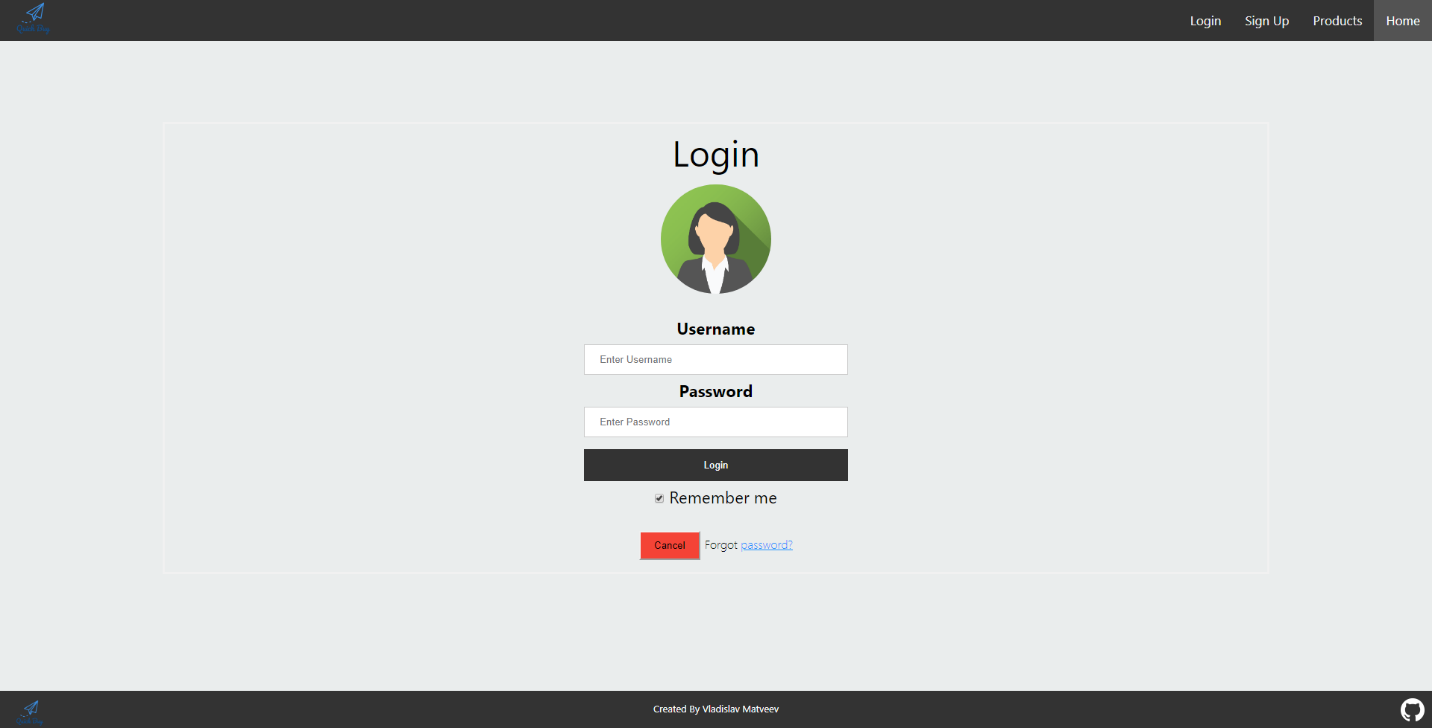 Login Sign Up Products Home
Login
Username
Enter Username
Password
Enter Password
Login
Remember me
Cancel Forgot password?
Created By Vladislav Matveev